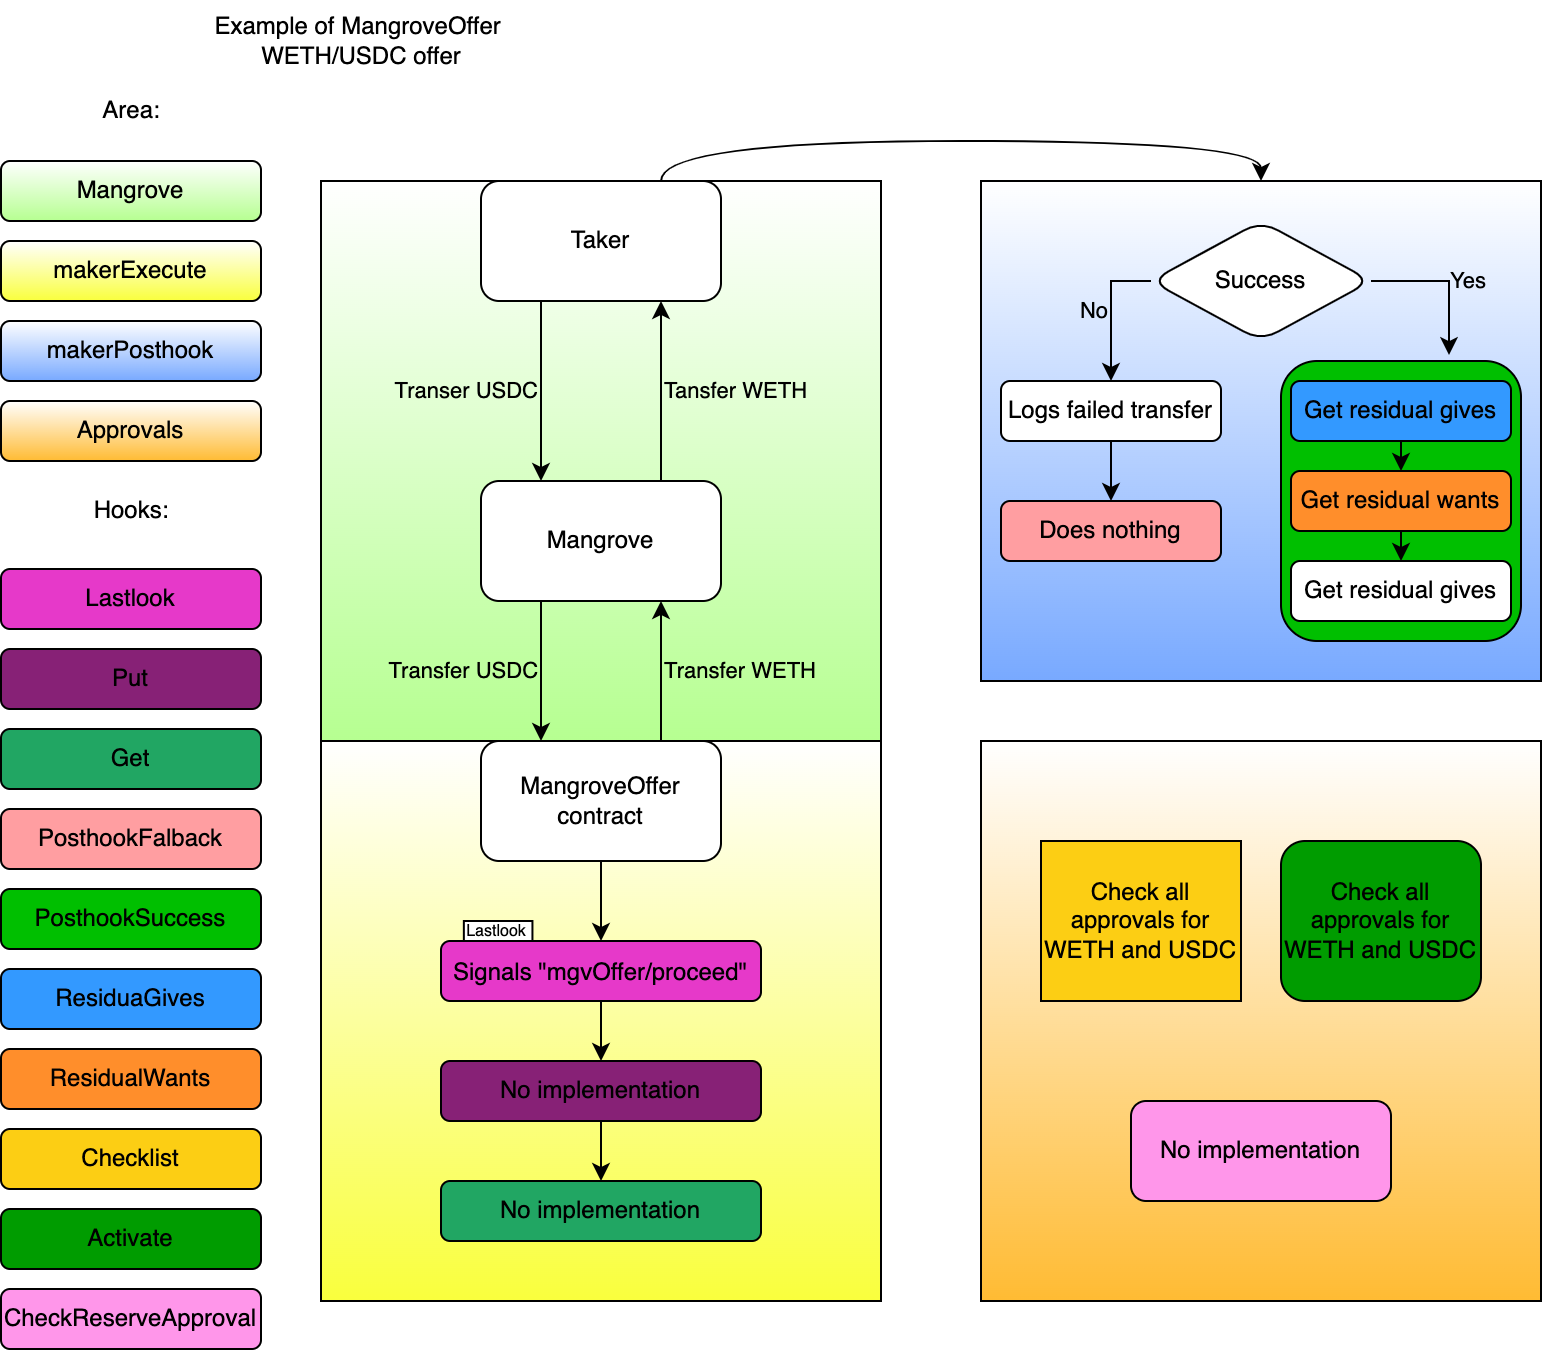 Example of MangroveOffer
WETH/USDC offer
Area:
Mangrove
makerExecute
makerPosthook
Approvals
Hooks:
Lastlook
Put
Get
PosthookFalback
PosthookSuccess
ResiduaGives
ResidualWants
Checklist
Activate
CheckReserveApproval
Taker
Transer USDC
Tansfer WETH
Mangrove
Transfer USDC
Transfer WETH
MangroveOffer
contract
Lastlook
Signals "mgvOffer/proceed"
No implementation
No implementation
Success
No
Yes
Logs failed transfer
Does nothing
Get residual gives
Get residual wants
Get residual gives
Check all
approvals for
WETH and USDC
Check all
approvals for
WETH and USDC
No implementation